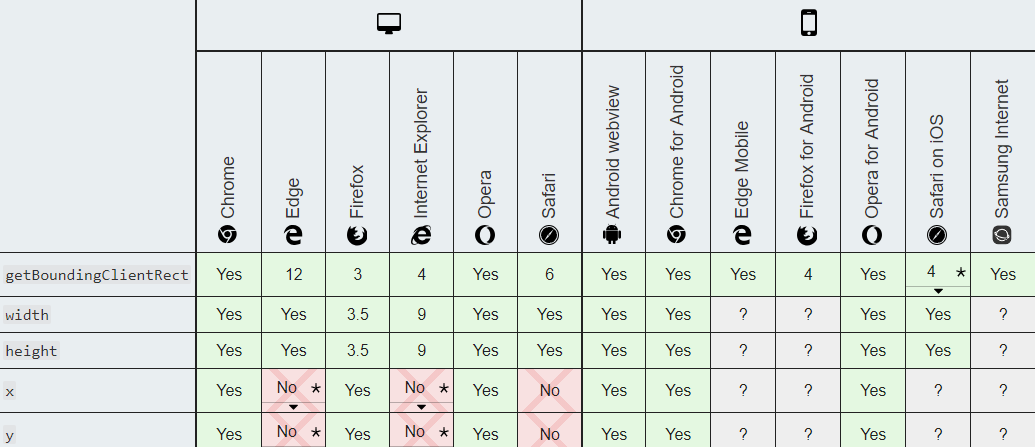 Chrome Edge Firefox Internet Explorer Opera Safari Android webview Chrome for Android Edge Mobile Firefox for Android Opera for Android Safari on iOS Samsung Internet
getBoundingClientRect Yes 12 3 4 Yes 6 Yes Yes Yes 4 Yes 4 * Yes
width Yes Yes 3.5 9 Yes Yes Yes Yes ? ? Yes Yes ?
height Yes Yes 3.5 9 Yes Yes Yes Yes ? ? Yes Yes ?
x Yes No * Yes No * Yes No Yes Yes ? ? Yes ? ?
y Yes No * Yes No * Yes No Yes Yes ? ? Yes ? ?